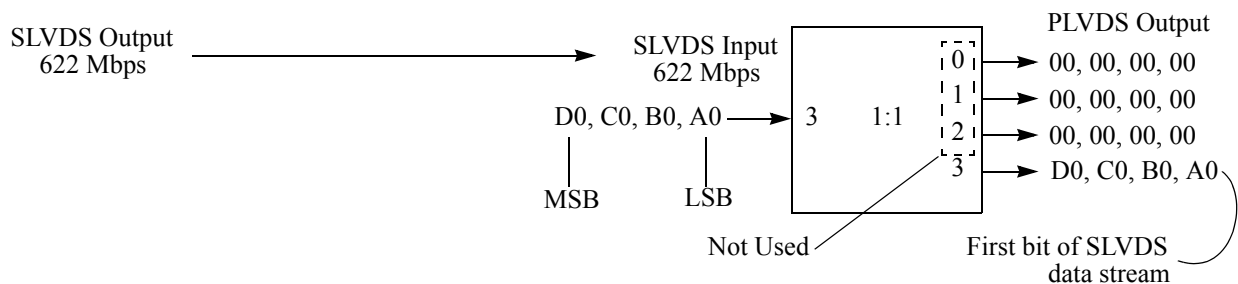 SLVDS Output
622 Mbps
SLVDS Input
622 Mbps
PLVDS Output
D0, C0, B0, A0
MSB
LSB
3
1:1
0
1
2
3
00, 00, 00, 00
00, 00, 00, 00
00, 00, 00, 00
D0, C0, B0, A0
Not Used
First bit of SLVDS
data stream